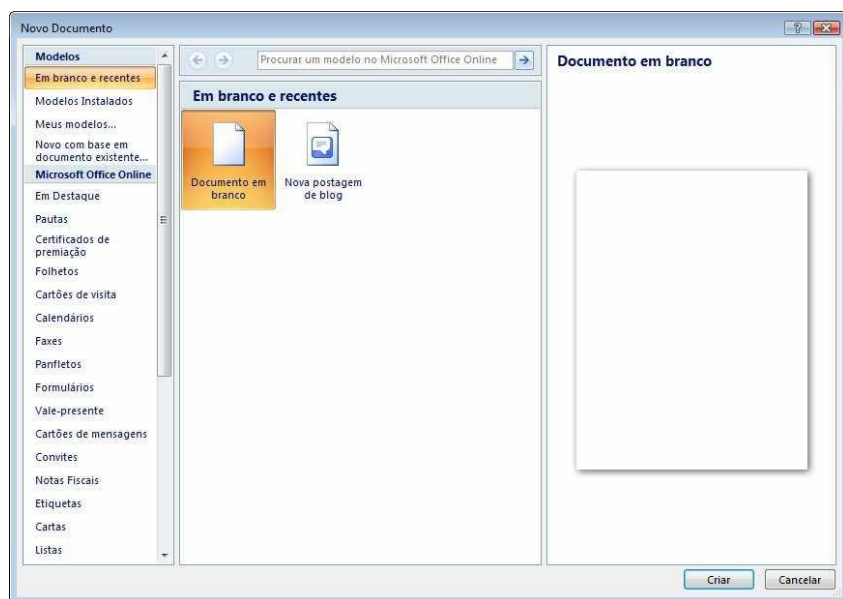 Novo Documento
Modelos
Em branco e recentes
Modelos Instalados
Meus modelos...
Novo com base em
documento existente...
Microsoft Office Online
Em Destaque
Pautas
Certificados de
premiação
Folhetos
Cartões de visita
Calendários
Faxes
Panfletos
Formulários
Vale-presente
Cartões de mensagens
Convites
Notas Fiscais
Etiquetas
Cartas
Listas
Procurar um modelo no Microsoft Office Online
Em branco e recentes
Documento em
branco
Nova postagem
de blog
Documento em branco
Criar
Cancelar